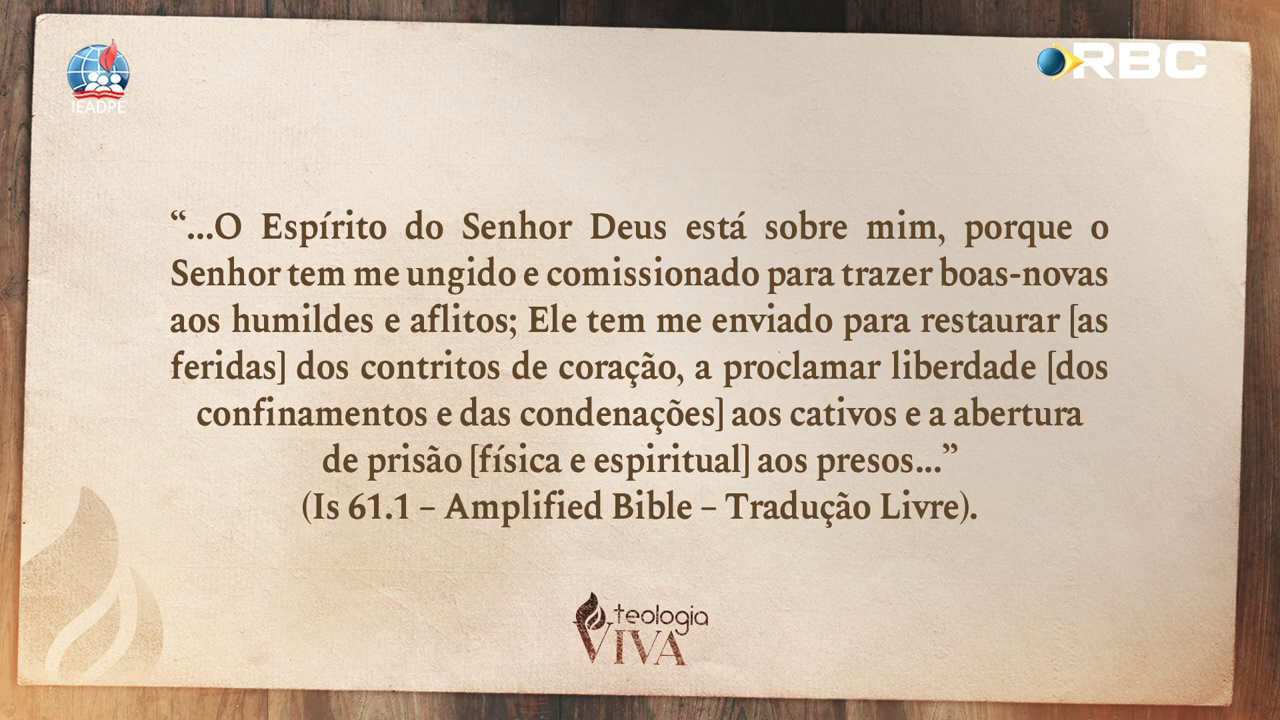 IEADPE
RBC
“...O Espírito do Senhor Deus está sobre mim, porque o
Senhor tem me ungido e comissionado para trazer boas-novas
aos humildes e aflitos; Ele tem me enviado para restaurar [as
feridas] dos contritos de coração, a proclamar liberdade [dos
confinamentos e das condenações] aos cativos e a abertura
de prisão [física e espiritual] aos presos...”
(Is 61.1 – Amplified Bible – Tradução Livre).
teologia
VIVA